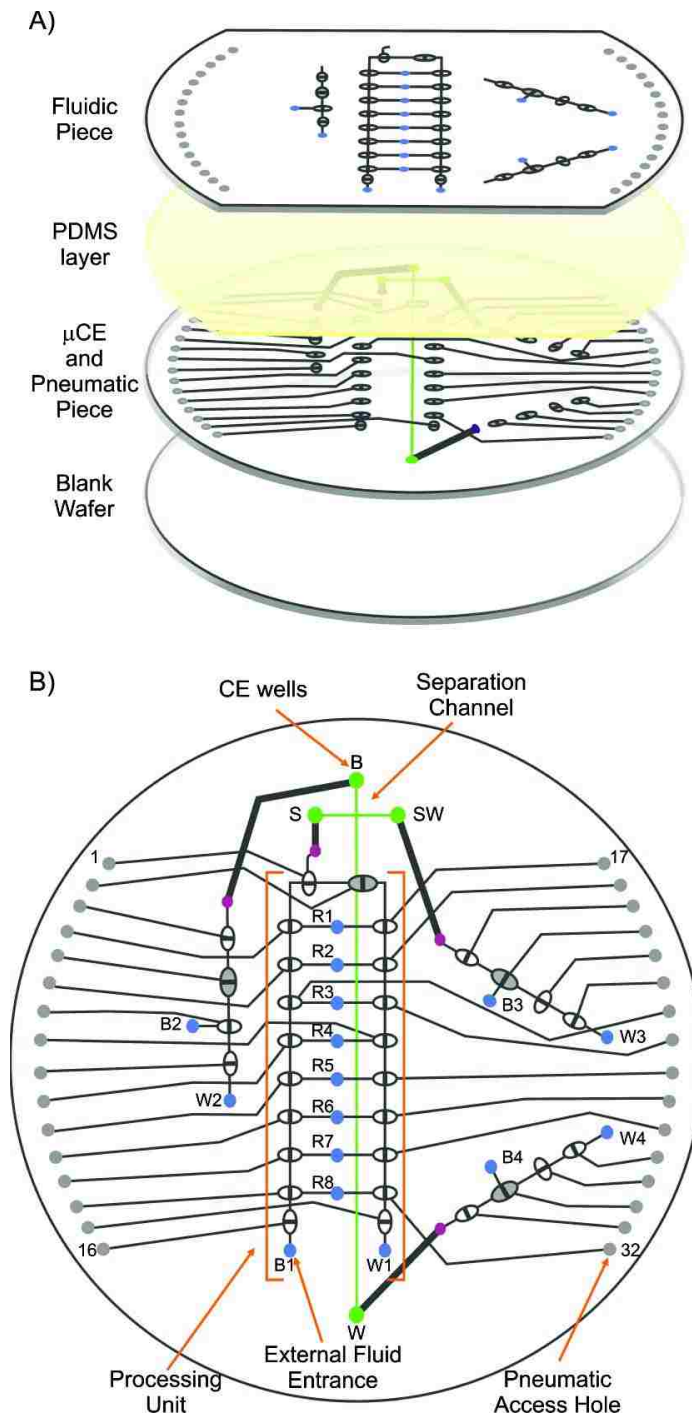 A)
Fluidic
Piece
PDMS
layer
μCE
and
Pneumatic
Piece
Blank
Wafer
B)
CE wells
Separation
Channel
B
S
SW
1
17
R1
R2
R3
B3
W3
B2
R4
R5
W2
R6
R7
B4
W4
R8
16
B1
W1
32
W
Processing
Unit
External Fluid
Entrance
Pneumatic
Access Hole